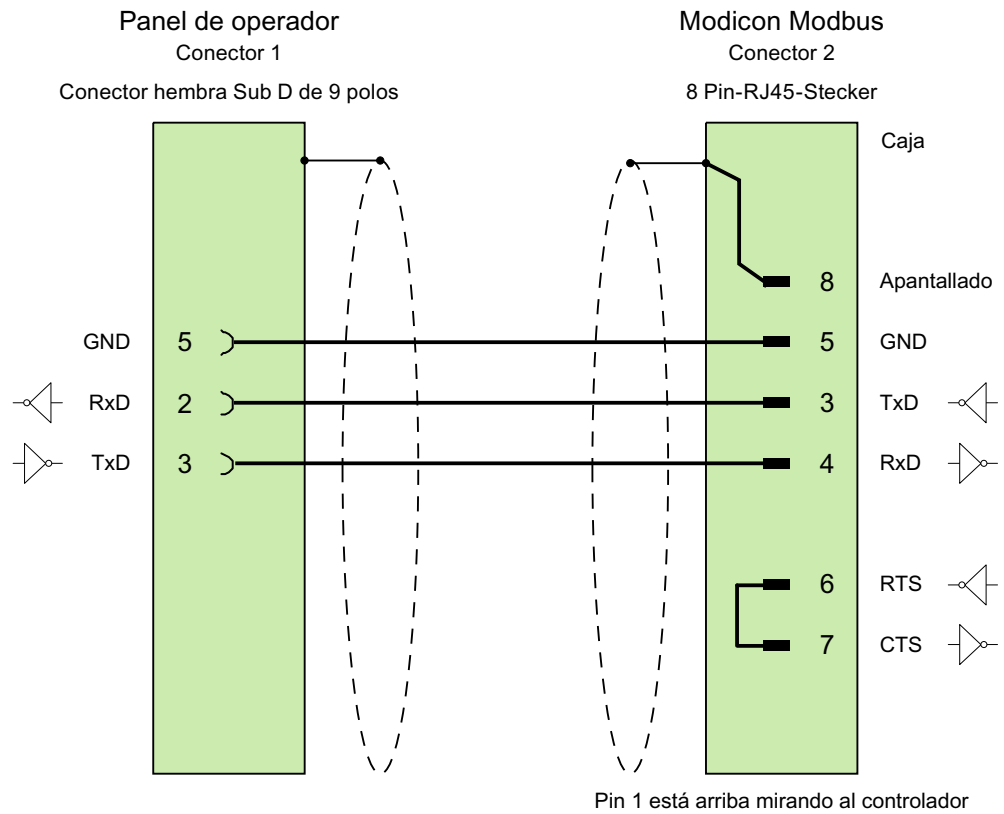 Panel de operador
Conector 1
Conector hembra Sub D de 9 polos
Modicon Modbus
Conector 2
8 Pin-RJ45-Stecker
Caja
8 Apantallado
GND 5 5 GND
RxD 2 3 TxD
TxD 3 4 RxD
6 RTS
7 CTS
Pin 1 está arriba mirando al controlador